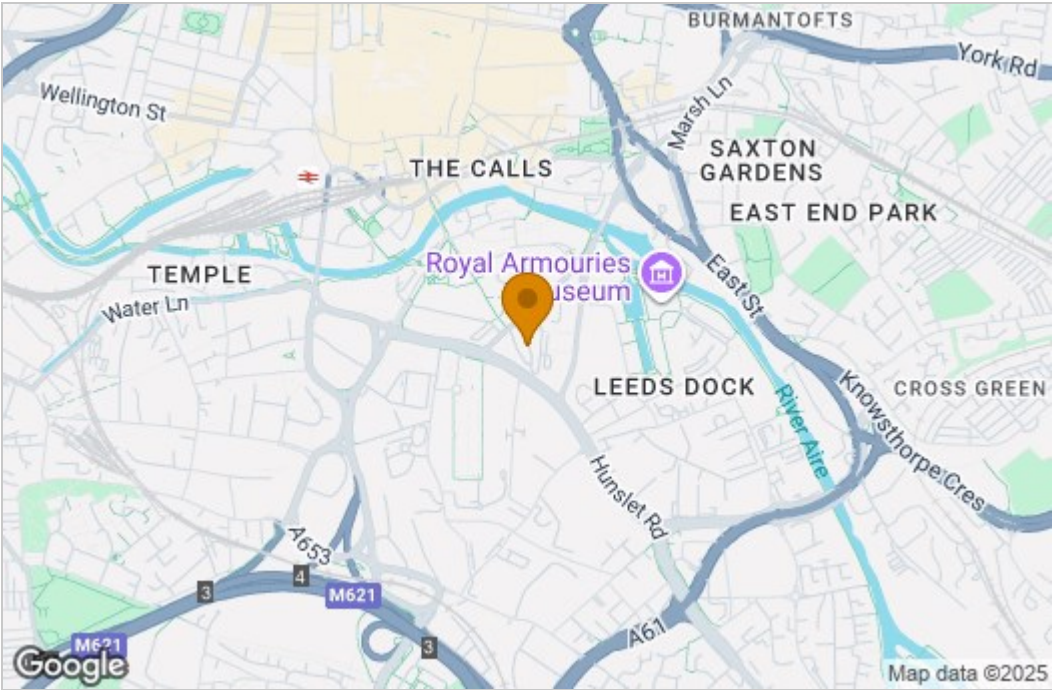 BURMANTOFTS
York Rd
Wellington St
Marsh Ln
SAXTON
GARDENS
THE CALLS
EAST END PARK
Royal Armouries
useum
TEMPLE
East St
Water Ln
LEEDS DOCK
CROSS GREEN
Knowsthorpe Cres
River Aire
Hunslet Rd
A653
4
3
M621
3
A61
M621
Google
Map data ©2025